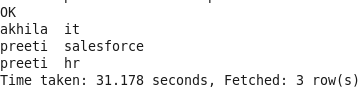 OK
akhila  it
preeti  salesforce
preeti  hr
Time taken: 31.178 seconds, Fetched: 3 row(s)